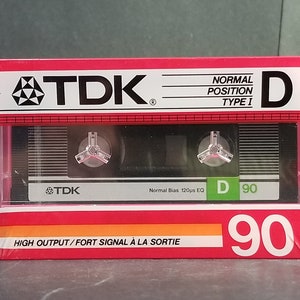 TDK®
NORMAL
POSITION
TYPE I
D
TDK
Normal Bias 120µs EQ
D 90
HIGH OUTPUT/FORT SIGNAL À LA SORTIE
90